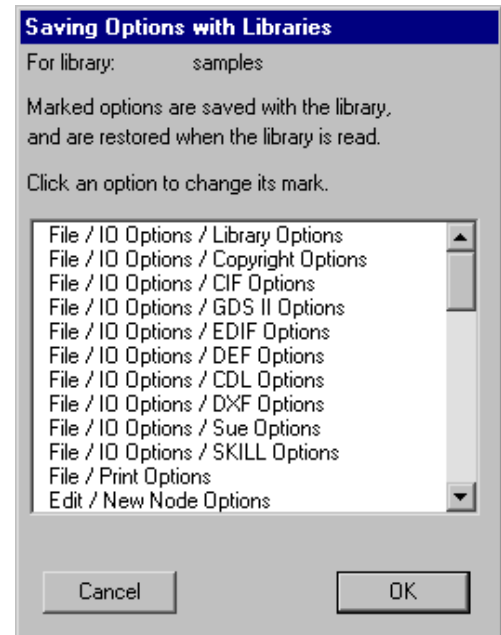 Saving Options with Libraries
For library: samples
Marked options are saved with the library,
and are restored when the library is read.
Click an option to change its mark.
File / IO Options / Library Options
File / IO Options / Copyright Options
File / IO Options / CIF Options
File / IO Options / GDS II Options
File / IO Options / EDIF Options
File / IO Options / DEF Options
File / IO Options / CDL Options
File / IO Options / DXF Options
File / IO Options / Sue Options
File / IO Options / SKILL Options
File / Print Options
Edit / New Node Options
Cancel OK